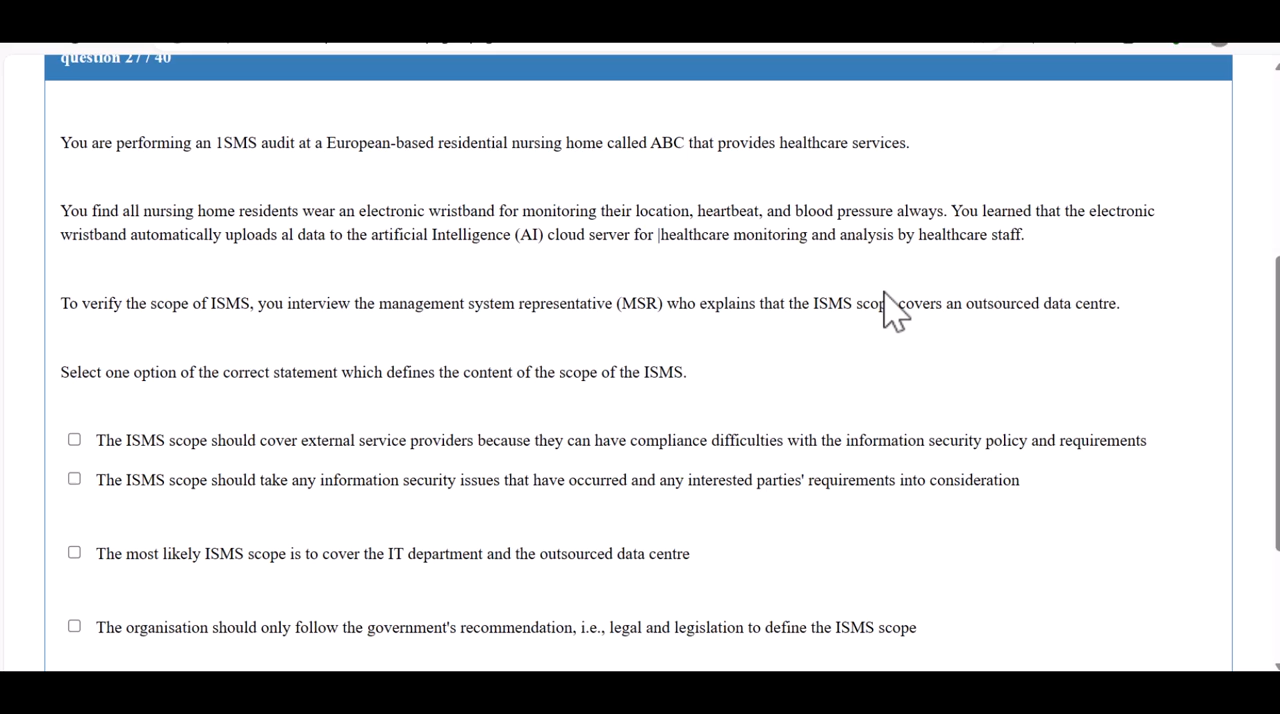 question 27 / 40
You are performing an 1SMS audit at a European-based residential nursing home called ABC that provides healthcare services.
You find all nursing home residents wear an electronic wristband for monitoring their location, heartbeat, and blood pressure always. You learned that the electronic
wristband automatically uploads al data to the artificial Intelligence (AI) cloud server for |healthcare monitoring and analysis by healthcare staff.
To verify the scope of ISMS, you interview the management system representative (MSR) who explains that the ISMS scope covers an outsourced data centre.
Select one option of the correct statement which defines the content of the scope of the ISMS.
The ISMS scope should cover external service providers because they can have compliance difficulties with the information security policy and requirements
The ISMS scope should take any information security issues that have occurred and any interested parties' requirements into consideration
The most likely ISMS scope is to cover the IT department and the outsourced data centre
The organisation should only follow the government's recommendation, i.e., legal and legislation to define the ISMS scope